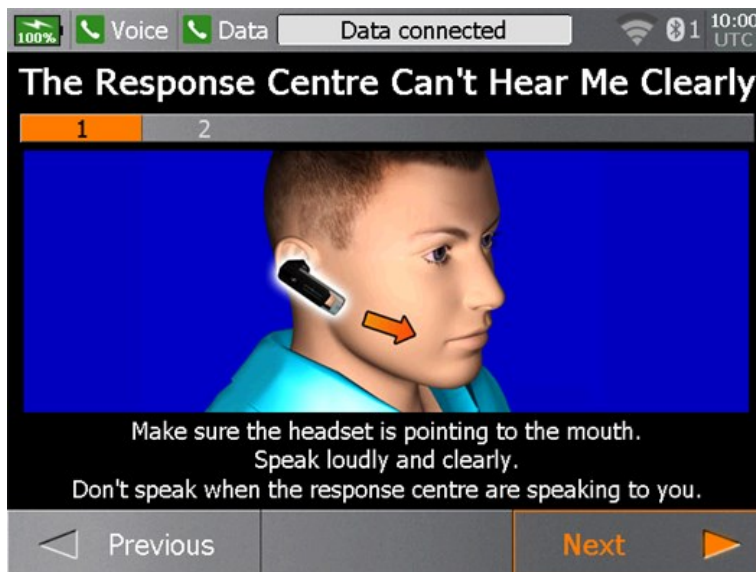 100% Voice Data Data connected 1 10:00 UTC
The Response Centre Can't Hear Me Clearly
1 2
Make sure the headset is pointing to the mouth.
Speak loudly and clearly.
Don't speak when the response centre are speaking to you.
Previous Next